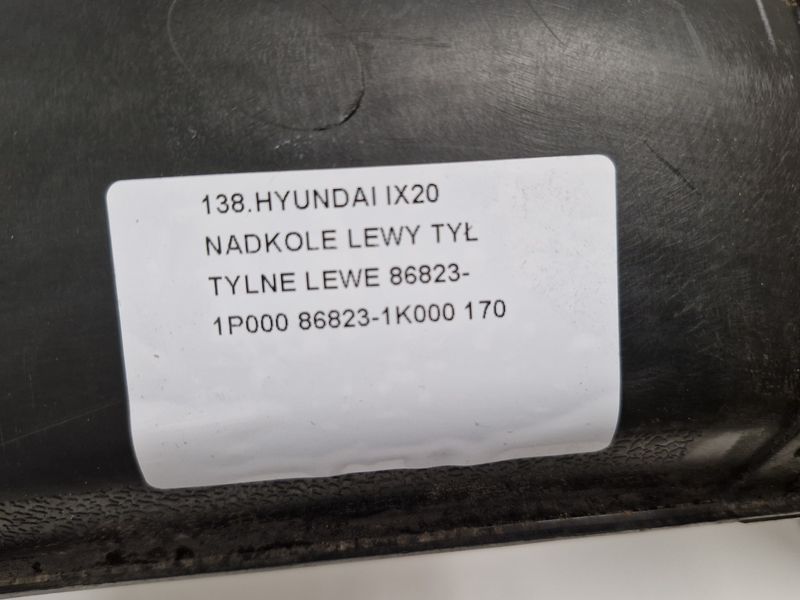 138.HYUNDAI IX20
NADKOLE LEWY TYŁ
TYLNE LEWE 86823-
1P000 86823-1K000 170